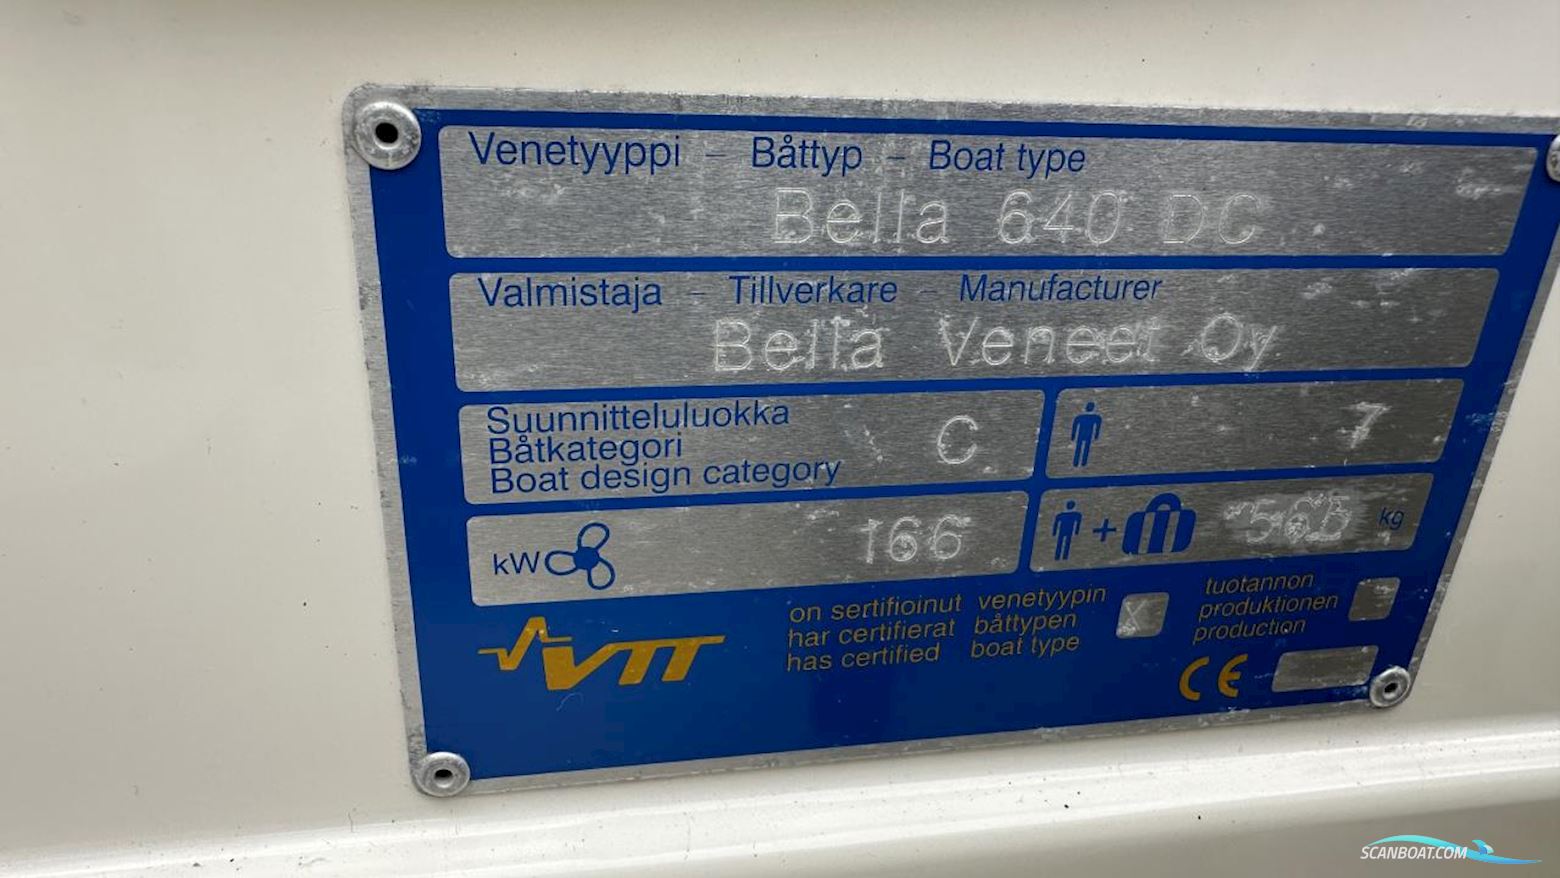 Venetyyppi – Båttyp – Boat type
Bella 640 DC
Valmistaja – Tillverkare – Manufacturer
Bella Veneet Oy
Suunnitteluluokka
Båtkategori
Boat design category
C
7
kW 166
+ kg
VTT
on sertifioinut venetyypin
har certifierat båttypen
has certified boat type
X
tuotannon
produktionen
production
CE
SCANBOAT.COM